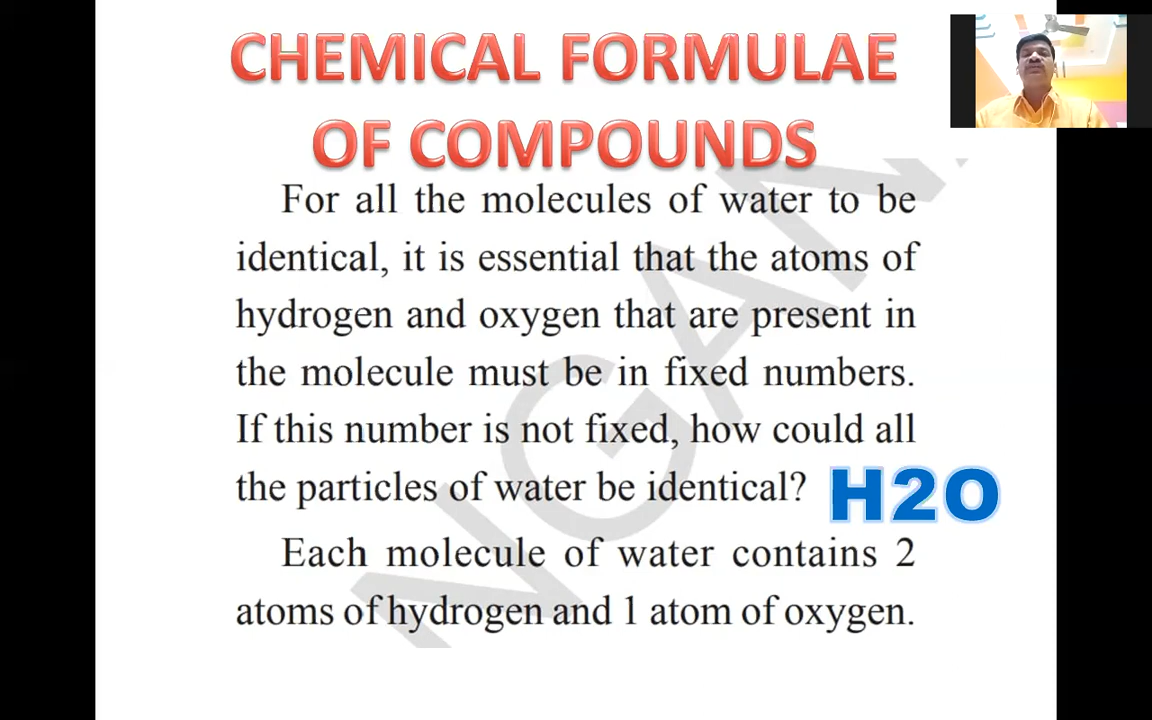 CHEMICAL FORMULAE
OF COMPOUNDS
For all the molecules of water to be
identical, it is essential that the atoms of
hydrogen and oxygen that are present in
the molecule must be in fixed numbers.
If this number is not fixed, how could all
the particles of water be identical?
H2O
Each molecule of water contains 2
atoms of hydrogen and 1 atom of oxygen.